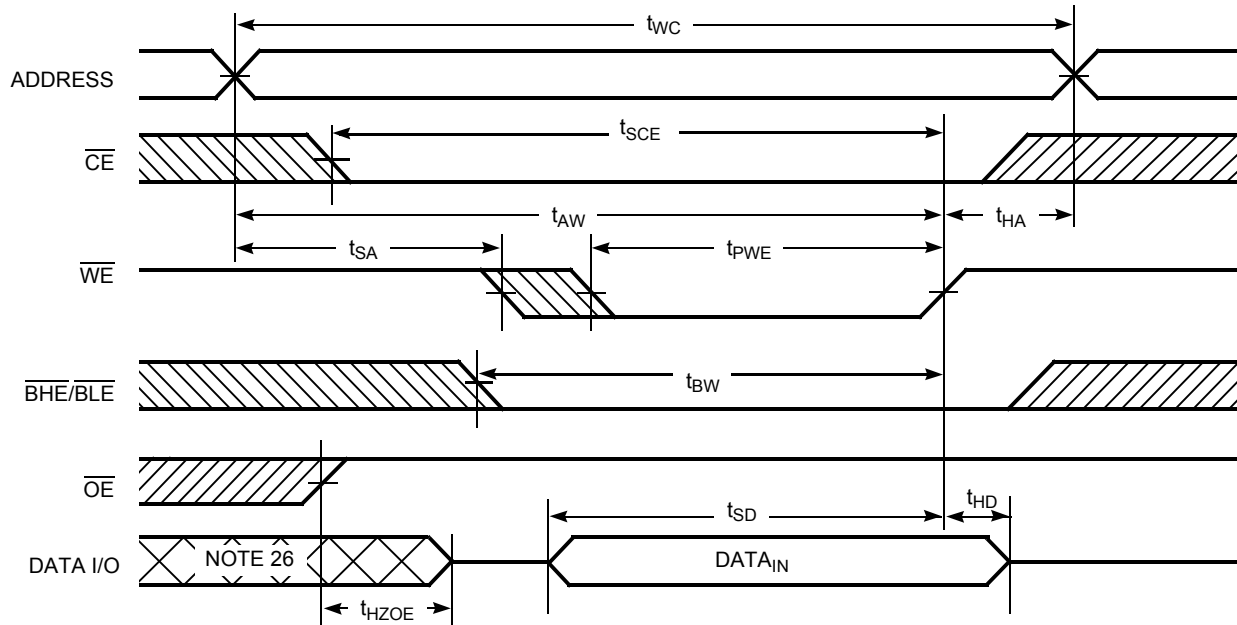 tWC
ADDRESS
tSCE
CE
tAW
tHA
tSA
tPWE
WE
tBW
BHE/BLE
OE
tSD
tHD
DATA I/O
NOTE 26
DATAIN
tHZOE